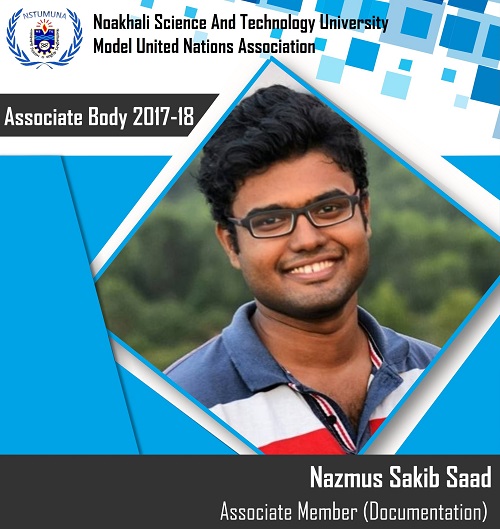 NSTUMUNA
Noakhali Science And Technology University
Model United Nations Association
Associate Body 2017-18
Nazmus Sakib Saad
Associate Member (Documentation)